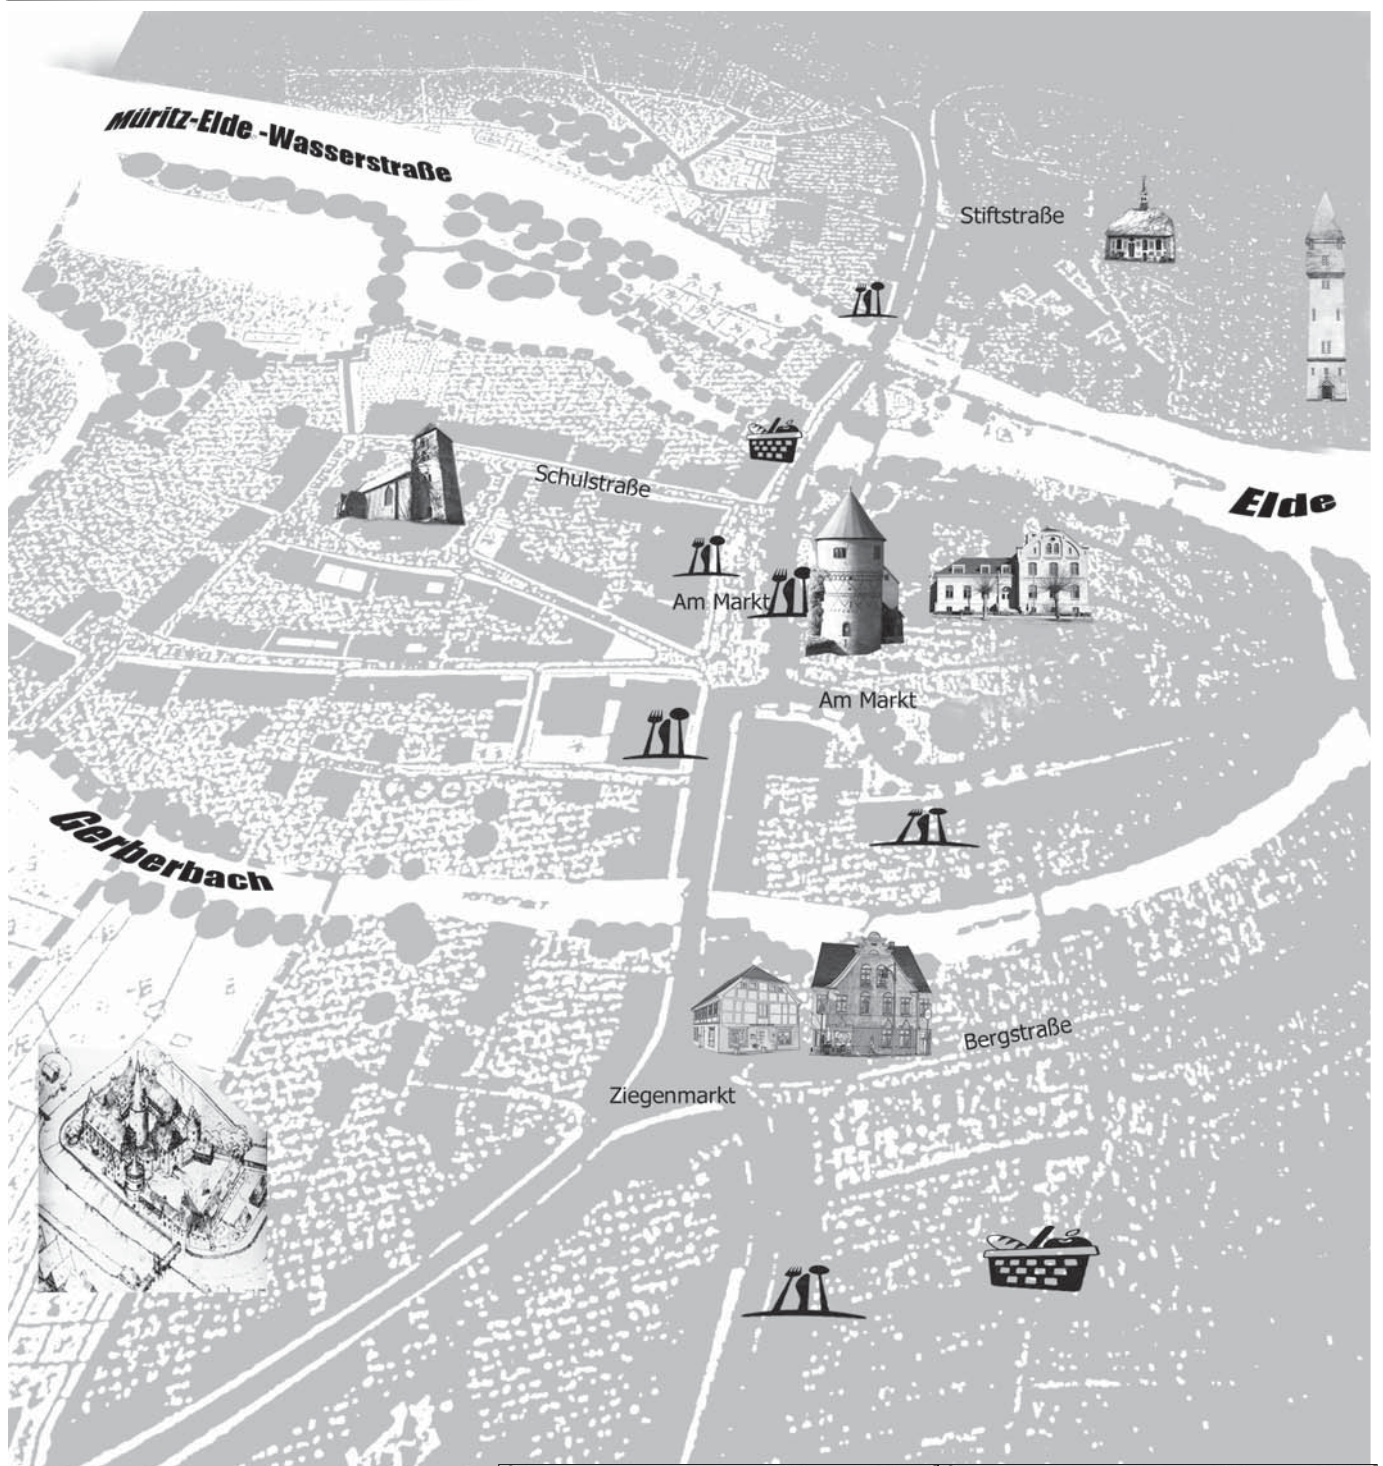 Müritz-Elde -Wasserstraße
Stiftstraße
Schulstraße
Elde
Am Markt
Am Markt
Gerberbach
Bergstraße
Ziegenmarkt